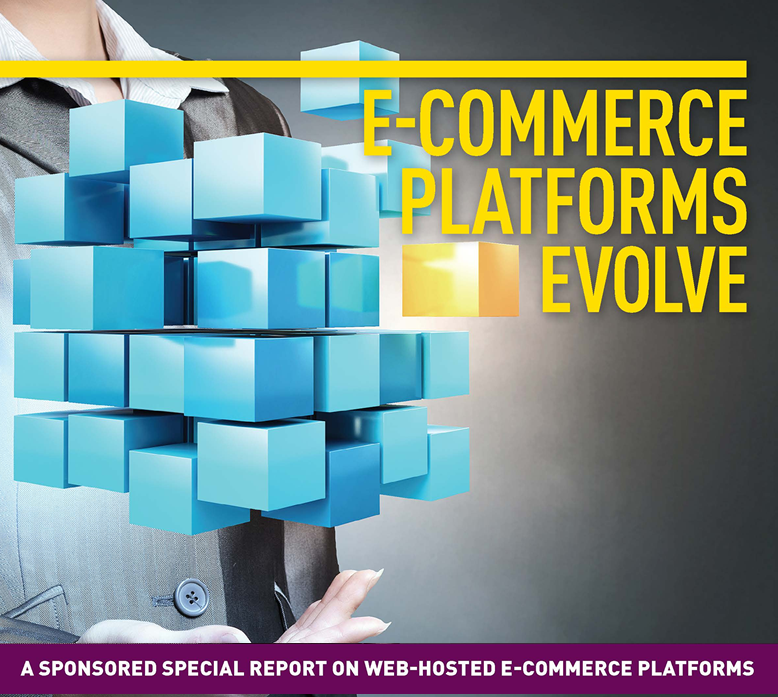 E-COMMERCE
PLATFORMS
EVOLVE
A SPONSORED SPECIAL REPORT ON WEB-HOSTED E-COMMERCE PLATFORMS